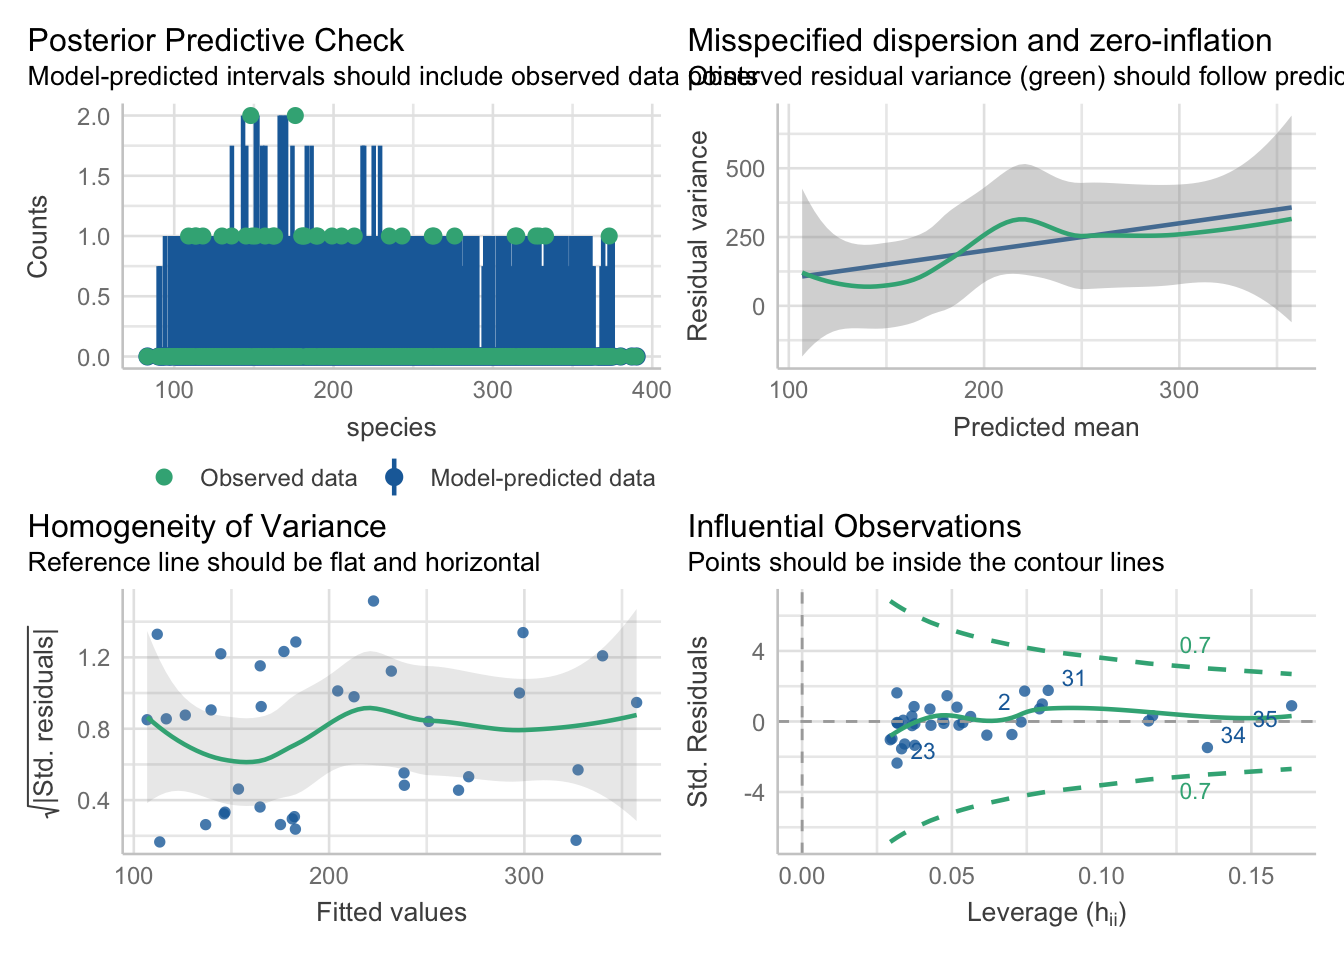 Posterior Predictive Check
Model-predicted intervals should include observed data points
2.0
1.5
1.0
0.5
0.0
Counts
100
200
300
400
species
Observed data
Model-predicted data
Misspecified dispersion and zero-inflation
Observed residual variance (green) should follow predic
500
250
0
Residual variance
100
200
300
Predicted mean
Homogeneity of Variance
Reference line should be flat and horizontal
1.2
0.8
0.4
√|Std. residuals|
100
200
300
Fitted values
Influential Observations
Points should be inside the contour lines
4
0
-4
Std. Residuals
0.7
31
2
35
34
23
0.7
0.00
0.05
0.10
0.15
Leverage (hii)